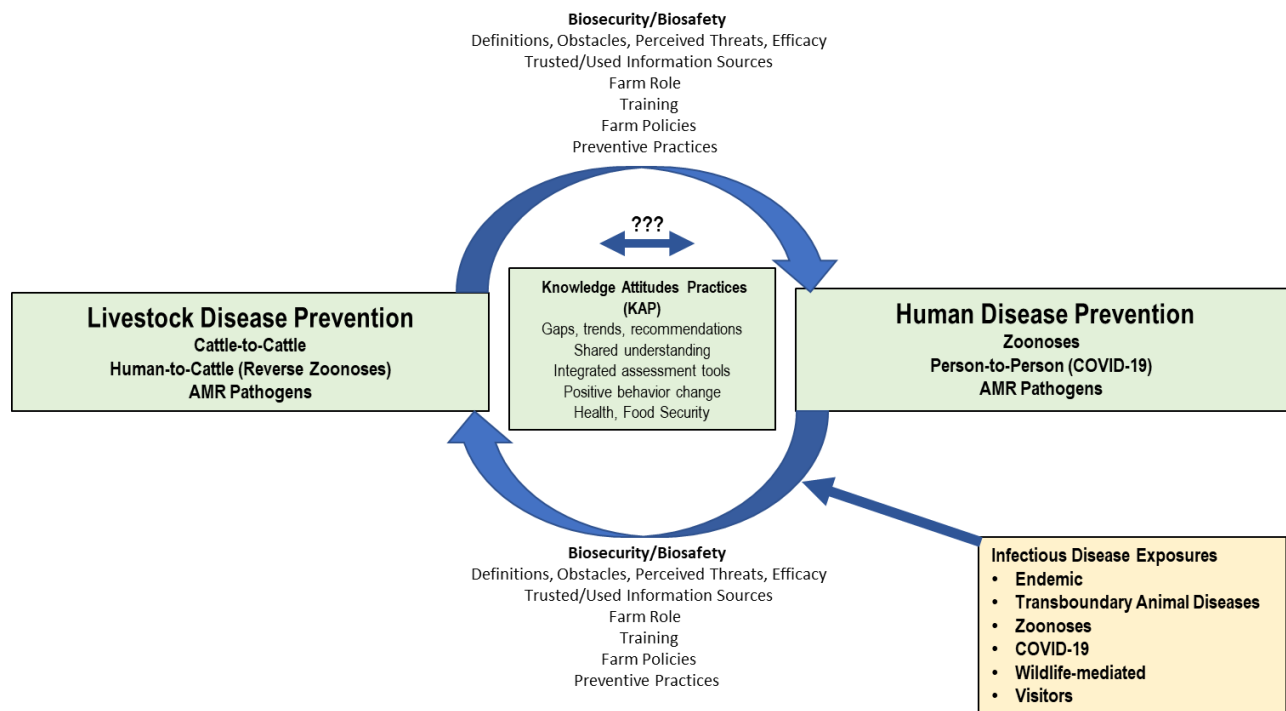 Biosecurity/Biosafety
Definitions, Obstacles, Perceived Threats, Efficacy
Trusted/Used Information Sources
Farm Role
Training
Farm Policies
Preventive Practices
???
Livestock Disease Prevention
Cattle-to-Cattle
Human-to-Cattle (Reverse Zoonoses)
AMR Pathogens
Knowledge Attitudes Practices
(KAP)
Gaps, trends, recommendations
Shared understanding
Integrated assessment tools
Positive behavior change
Health, Food Security
Human Disease Prevention
Zoonoses
Person-to-Person (COVID-19)
AMR Pathogens
Biosecurity/Biosafety
Definitions, Obstacles, Perceived Threats, Efficacy
Trusted/Used Information Sources
Farm Role
Training
Farm Policies
Preventive Practices
Infectious Disease Exposures
• Endemic
• Transboundary Animal Diseases
• Zoonoses
• COVID-19
• Wildlife-mediated
• Visitors